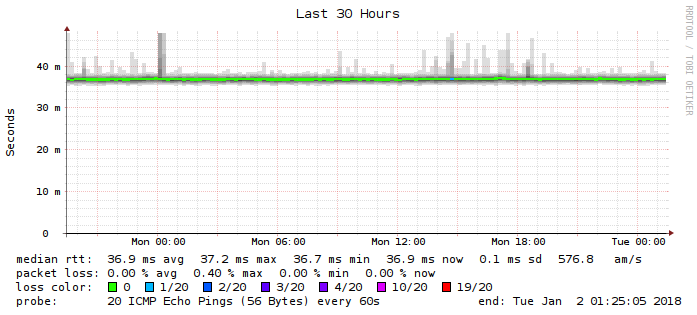 Last 30 Hours
RRDTOOL / TOBI OETIKER
Seconds
40 m
30 m
20 m
10 m
0
Mon 00:00 Mon 06:00 Mon 12:00 Mon 18:00 Tue 00:00
median rtt: 36.9 ms avg 37.2 ms max 36.7 ms min 36.9 ms now 0.1 ms sd 576.8 am/s
packet loss: 0.00 % avg 0.40 % max 0.00 % min 0.00 % now
loss color: 0 1/20 2/20 3/20 4/20 10/20 19/20
probe: 20 ICMP Echo Pings (56 Bytes) every 60s end: Tue Jan 2 01:25:05 2018